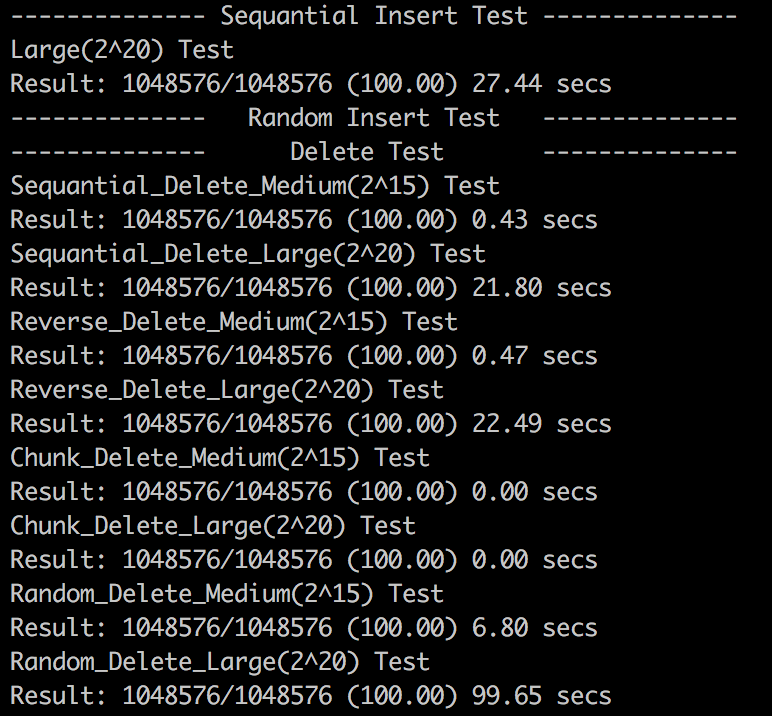 -------------- Sequantial Insert Test --------------
Large(2^20) Test
Result: 1048576/1048576 (100.00) 27.44 secs
--------------   Random Insert Test   --------------
--------------      Delete Test       --------------
Sequantial_Delete_Medium(2^15) Test
Result: 1048576/1048576 (100.00) 0.43 secs
Sequantial_Delete_Large(2^20) Test
Result: 1048576/1048576 (100.00) 21.80 secs
Reverse_Delete_Medium(2^15) Test
Result: 1048576/1048576 (100.00) 0.47 secs
Reverse_Delete_Large(2^20) Test
Result: 1048576/1048576 (100.00) 22.49 secs
Chunk_Delete_Medium(2^15) Test
Result: 1048576/1048576 (100.00) 0.00 secs
Chunk_Delete_Large(2^20) Test
Result: 1048576/1048576 (100.00) 0.00 secs
Random_Delete_Medium(2^15) Test
Result: 1048576/1048576 (100.00) 6.80 secs
Random_Delete_Large(2^20) Test
Result: 1048576/1048576 (100.00) 99.65 secs